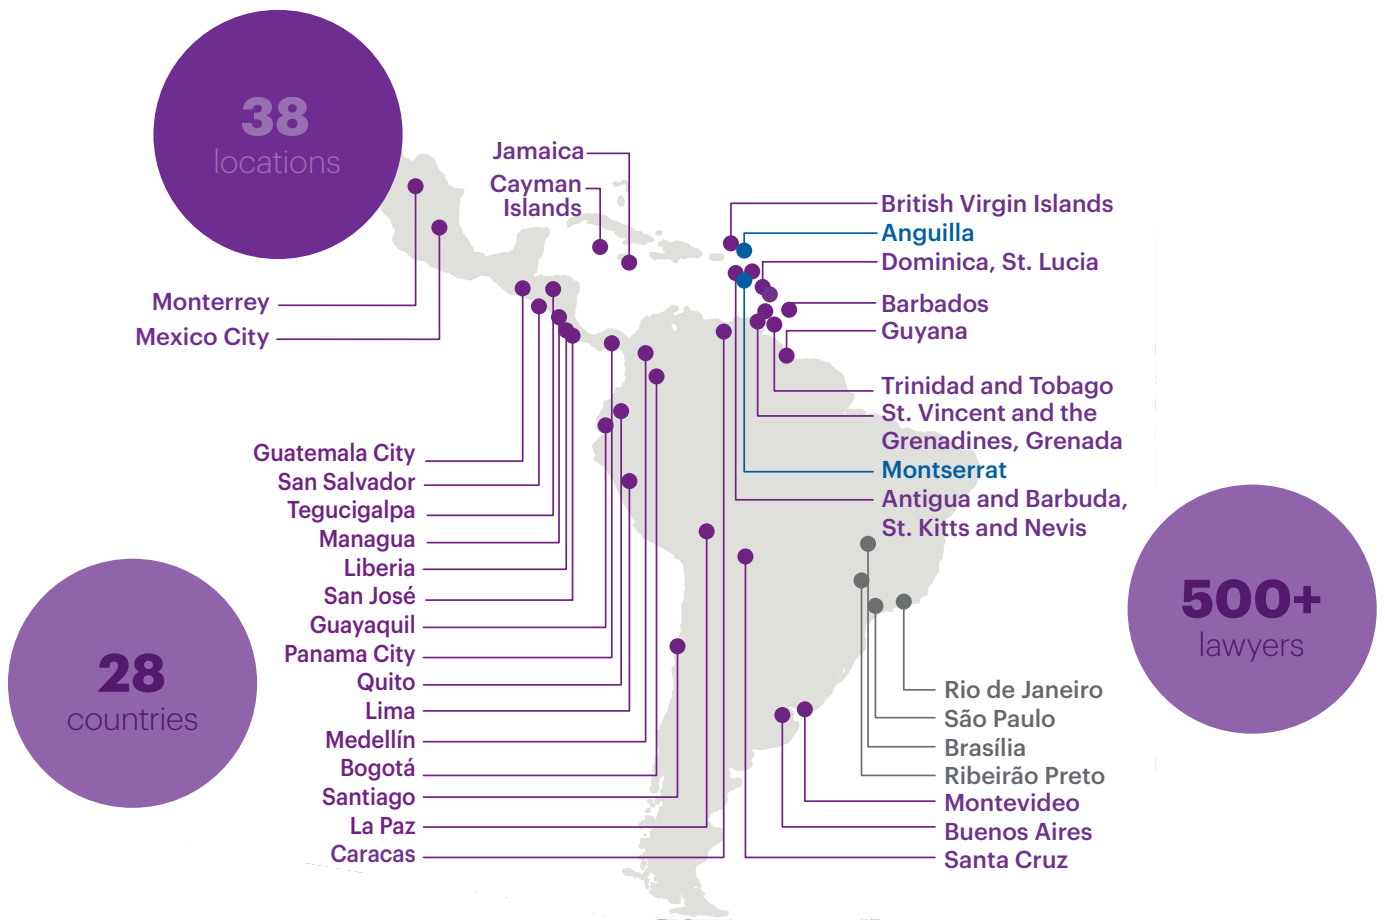 38
locations
Jamaica
Cayman
Islands
British Virgin Islands
Anguilla
Dominica, St. Lucia
Barbados
Guyana
Trinidad and Tobago
St. Vincent and the
Grenadines, Grenada
Montserrat
Antigua and Barbuda,
St. Kitts and Nevis
Monterrey
Mexico City
Guatemala City
San Salvador
Tegucigalpa
Managua
Liberia
San José
Guayaquil
Panama City
Quito
Lima
Medellín
Bogotá
Santiago
La Paz
Caracas
28
countries
500+
lawyers
Rio de Janeiro
São Paulo
Brasília
Ribeirão Preto
Montevideo
Buenos Aires
Santa Cruz